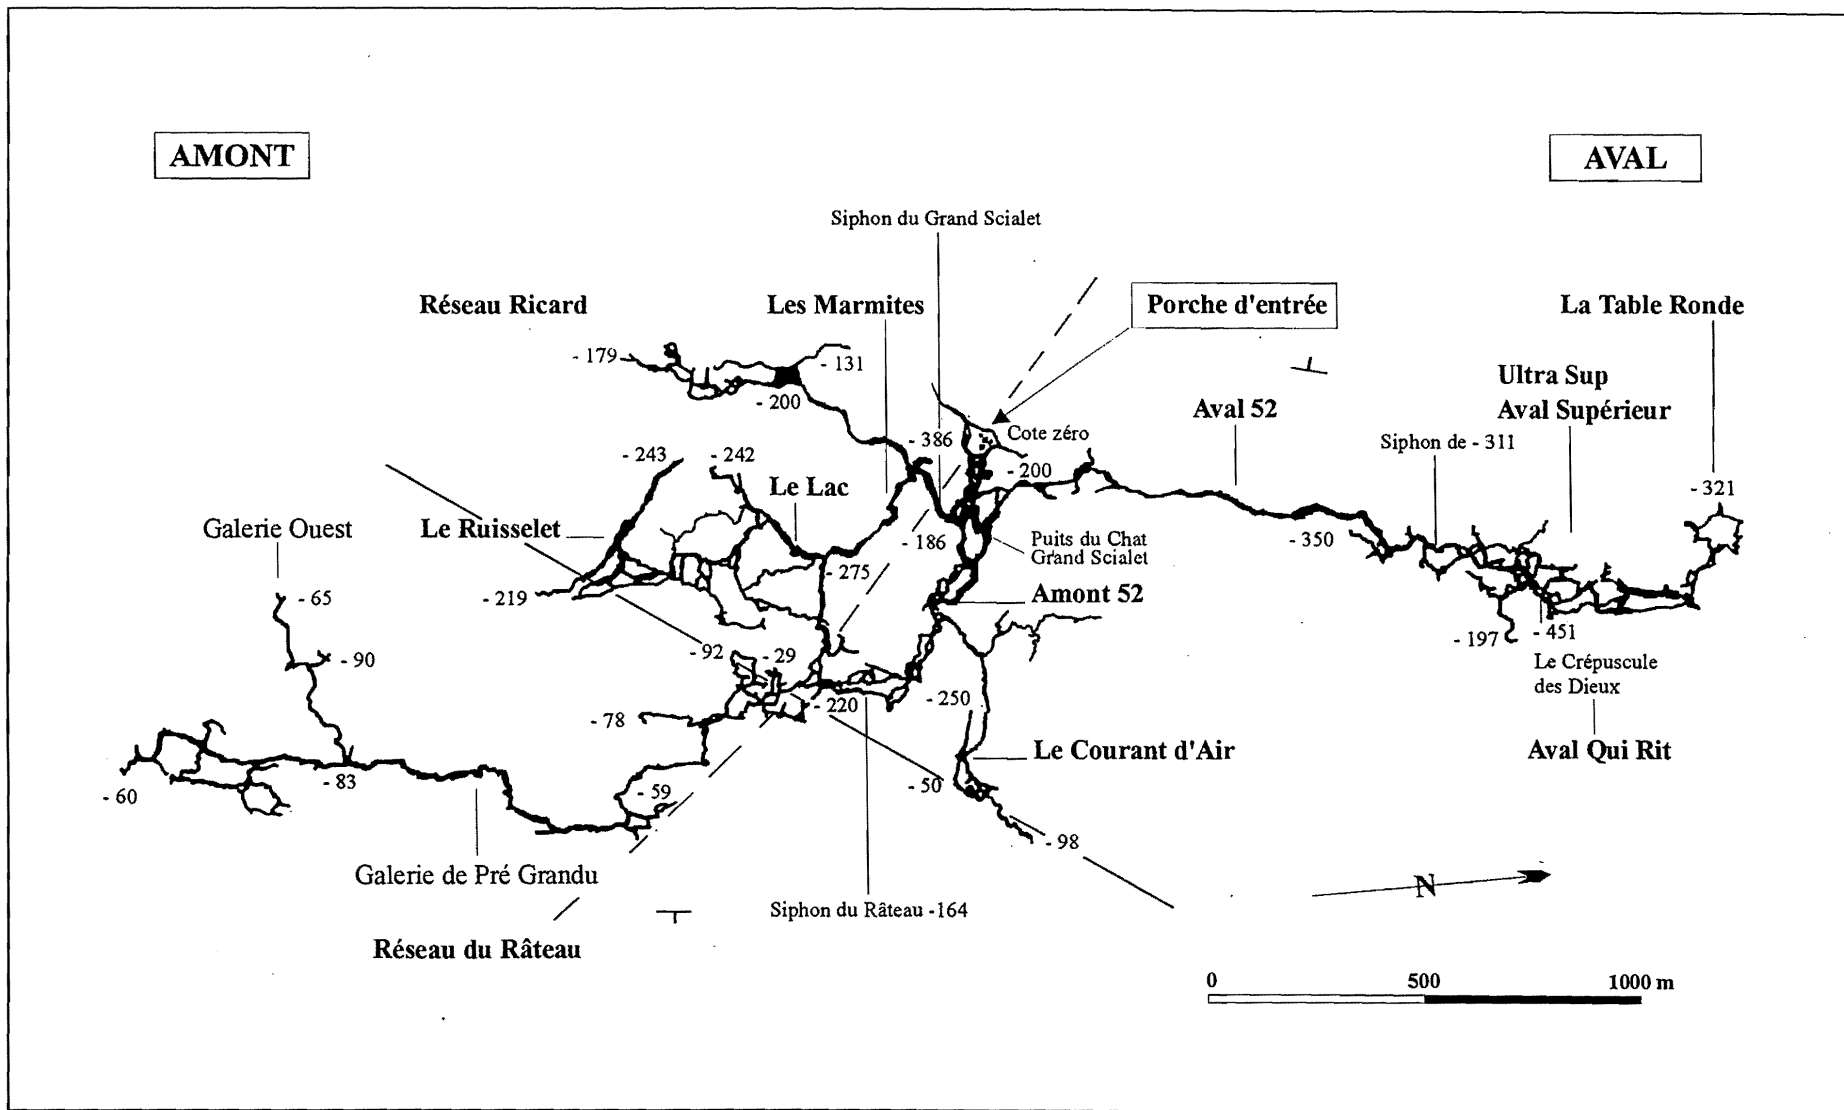 AMONT
AVAL
Siphon du Grand Scialet
Réseau Ricard
Les Marmites
Porche d'entrée
La Table Ronde
- 179
- 131
- 200
Ultra Sup
Aval Supérieur
Aval 52
Siphon de - 311
- 386
Cote zéro
- 200
- 243
- 242
Le Lac
- 321
Galerie Ouest
Le Ruisselet
- 186
Puits du Chat
Grand Scialet
- 350
- 275
- 65
- 219
Amont 52
- 90
- 92
- 29
- 197
- 451
Le Crépuscule
des Dieux
- 78
- 220
- 250
Le Courant d'Air
Aval Qui Rit
- 60
- 83
- 59
- 50
- 98
Galerie de Pré Grandu
N
Siphon du Râteau -164
Réseau du Râteau
0 500 1000 m